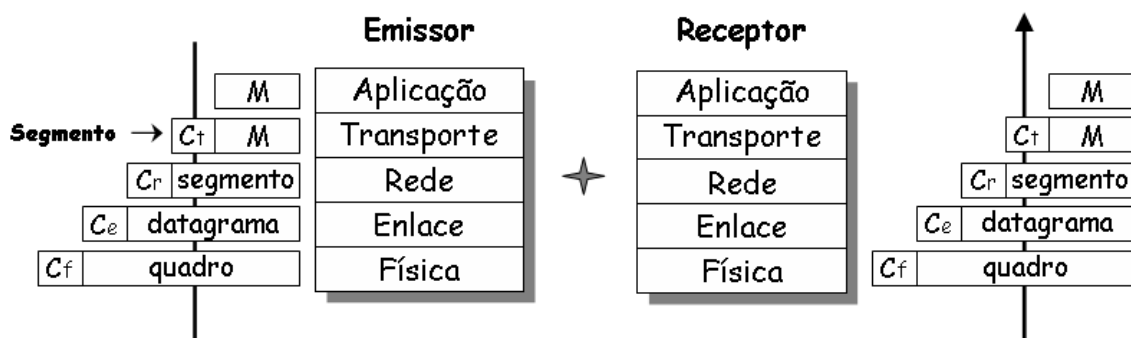 Emissor
Receptor
M Aplicação Aplicação M
Segmento → Ct M Transporte Transporte Ct M
Cr segmento Rede Rede Cr segmento
Ce datagrama Enlace Enlace Ce datagrama
Cf quadro Física Física Cf quadro